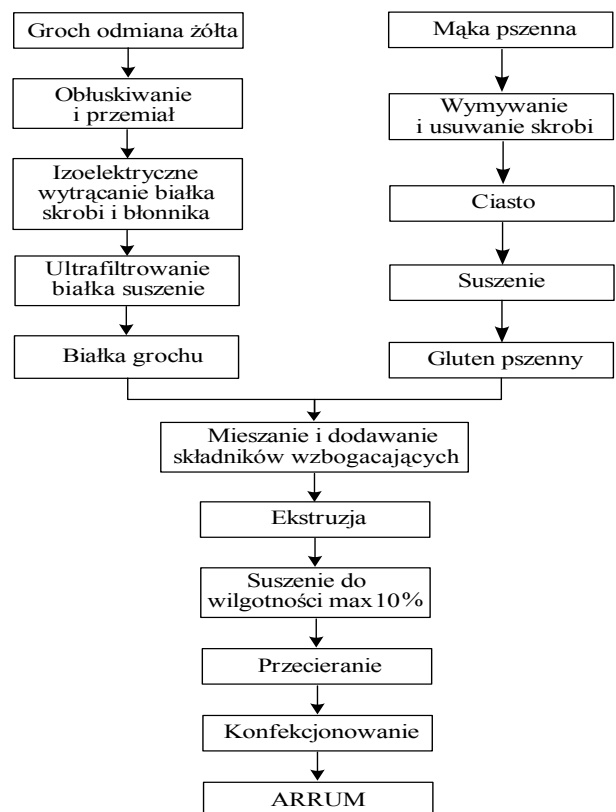 Groch odmiana żółta
Obłuskiwanie
i przemiał
Izoelektryczne
wytrącanie białka
skrobi i błonnika
Ultrafiltrowanie
białka suszenie
Białka grochu
Mąka pszenna
Wymywanie
i usuwanie skrobi
Ciasto
Suszenie
Gluten pszenny
Mieszanie i dodawanie
składników wzbogacających
Ekstruzja
Suszenie do
wilgotności max 10%
Przecieranie
Konfekcjonowanie
ARRUM